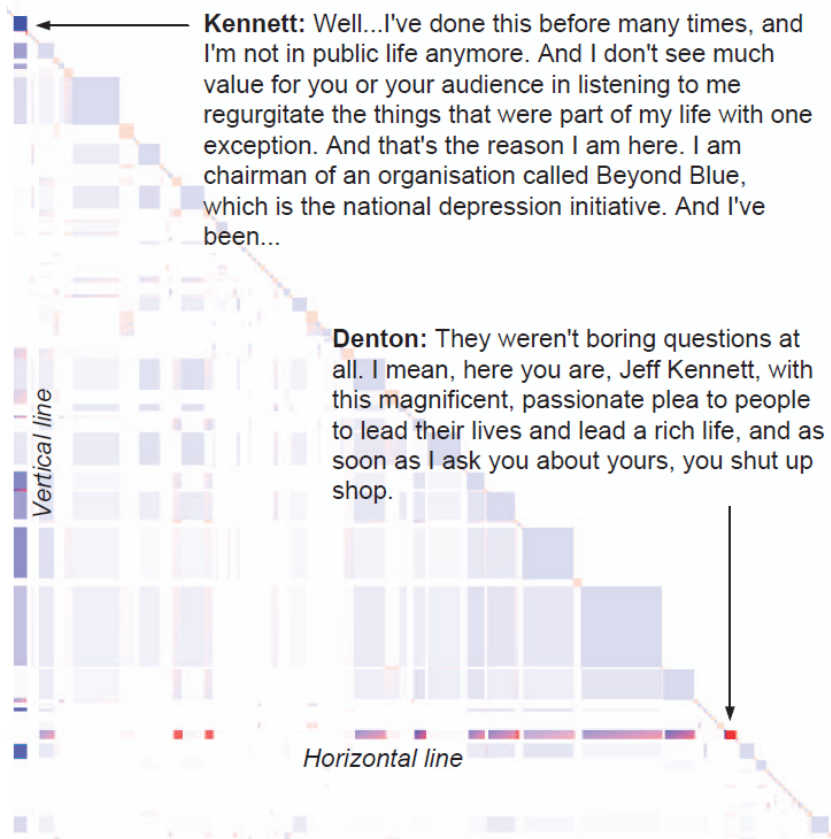 Kennett: Well...I've done this before many times, and
I'm not in public life anymore. And I don't see much
value for you or your audience in listening to me
regurgitate the things that were part of my life with one
exception. And that's the reason I am here. I am
chairman of an organisation called Beyond Blue,
which is the national depression initiative. And I've
been...
Denton: They weren't boring questions at
all. I mean, here you are, Jeff Kennett, with
this magnificent, passionate plea to people
to lead their lives and lead a rich life, and as
soon as I ask you about yours, you shut up
shop.
Vertical line
Horizontal line